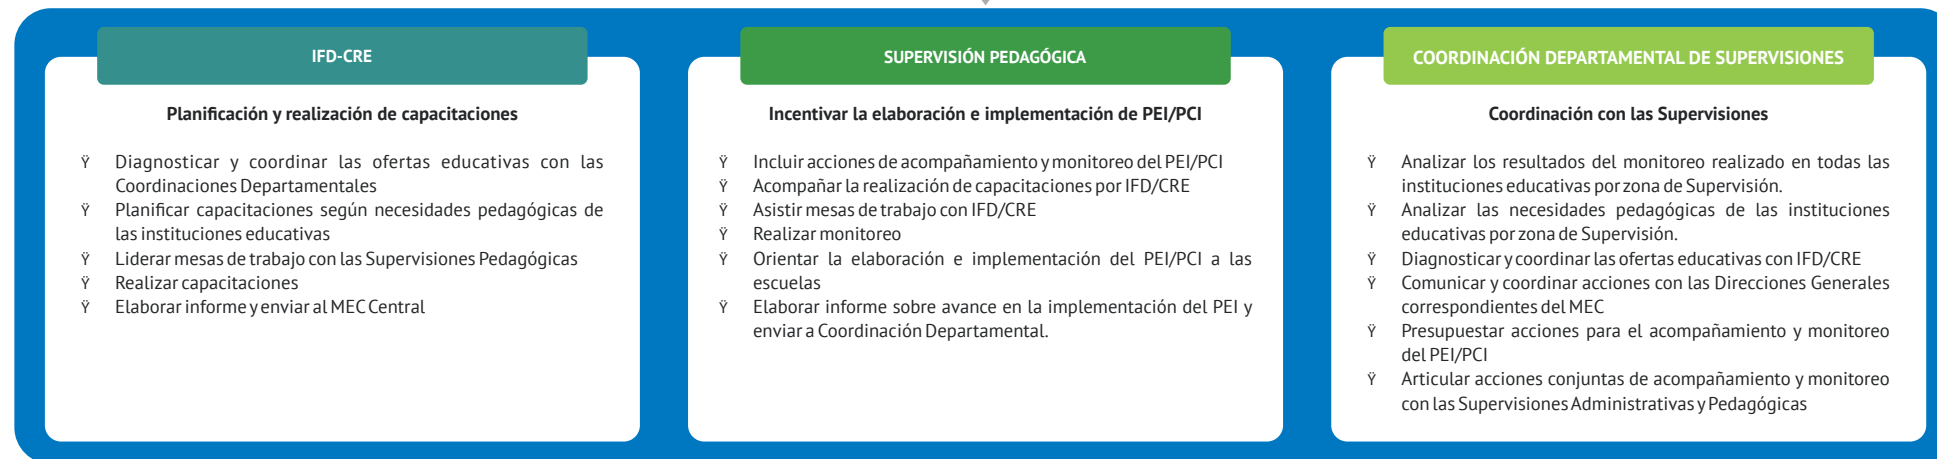 IFD-CRE
Planificación y realización de capacitaciones
Ÿ Diagnosticar y coordinar las ofertas educativas con las
Coordinaciones Departamentales
Ÿ Planificar capacitaciones según necesidades pedagógicas de
las instituciones educativas
Ÿ Liderar mesas de trabajo con las Supervisiones Pedagógicas
Ÿ Realizar capacitaciones
Ÿ Elaborar informe y enviar al MEC Central
SUPERVISIÓN PEDAGÓGICA
Incentivar la elaboración e implementación de PEI/PCI
Ÿ Incluir acciones de acompañamiento y monitoreo del PEI/PCI
Ÿ Acompañar la realización de capacitaciones por IFD/CRE
Ÿ Asistir mesas de trabajo con IFD/CRE
Ÿ Realizar monitoreo
Ÿ Orientar la elaboración e implementación del PEI/PCI a las
escuelas
Ÿ Elaborar informe sobre avance en la implementación del PEI y
enviar a Coordinación Departamental.
COORDINACIÓN DEPARTAMENTAL DE SUPERVISIONES
Coordinación con las Supervisiones
Ÿ Analizar los resultados del monitoreo realizado en todas las
instituciones educativas por zona de Supervisión.
Ÿ Analizar las necesidades pedagógicas de las instituciones
educativas por zona de Supervisión.
Ÿ Diagnosticar y coordinar las ofertas educativas con IFD/CRE
Ÿ Comunicar y coordinar acciones con las Direcciones Generales
correspondientes del MEC
Ÿ Presupuestar acciones para el acompañamiento y monitoreo
del PEI/PCI
Ÿ Articular acciones conjuntas de acompañamiento y monitoreo
con las Supervisiones Administrativas y Pedagógicas